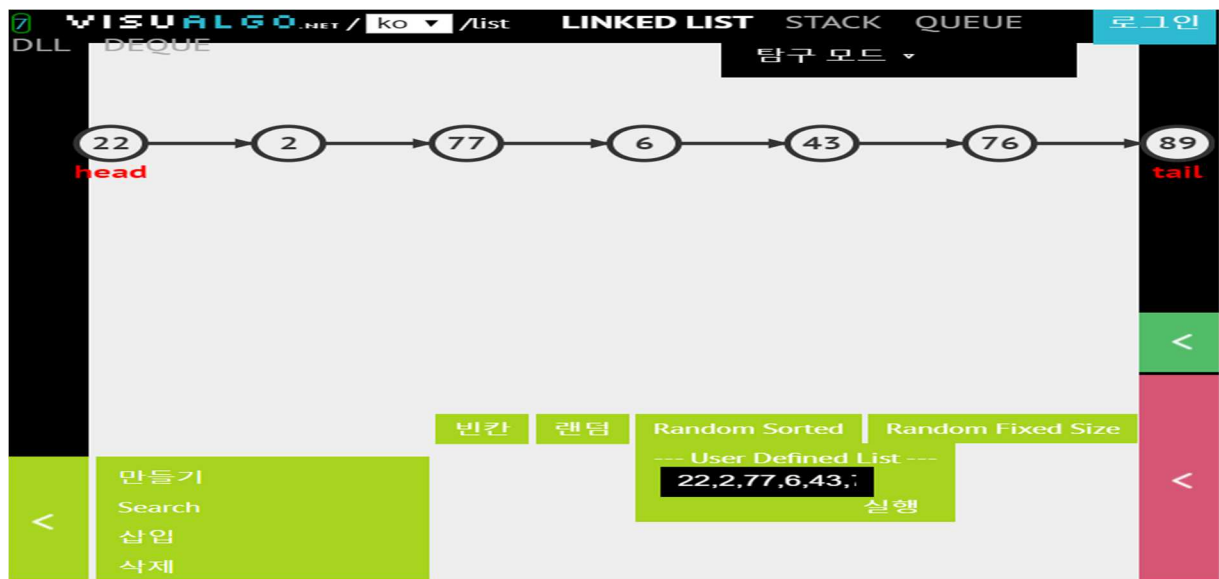 7 VISUALGO.NET / ko ▼ /list LINKED LIST STACK QUEUE 로그인
DLL DEQUE
탐구 모드 ▿
22 2 77 6 43 76 89
head tail
<
빈칸 랜덤 Random Sorted Random Fixed Size
--- User Defined List ---
22,2,77,6,43,
실행
만들기
Search
삽입
삭제
<
<